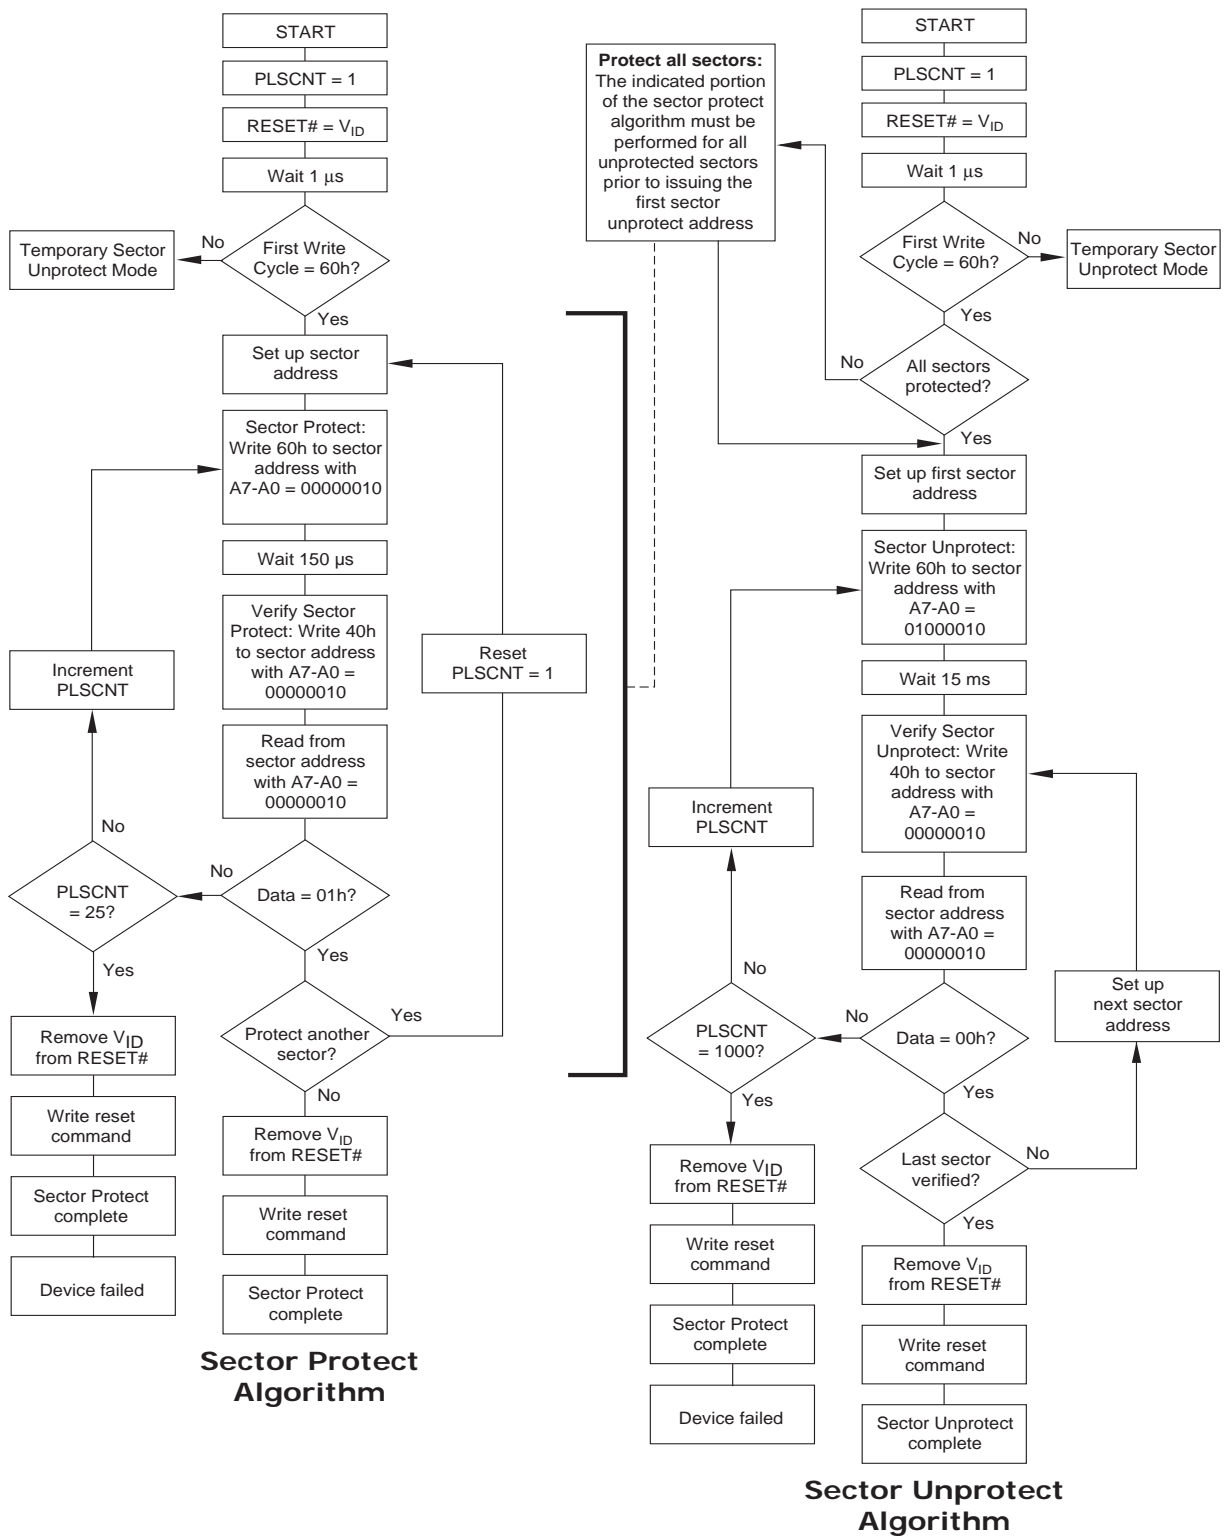 START
PLSCNT = 1
RESET# = VID
Wait 1 μs
First Write
Cycle = 60h?
No
Temporary Sector
Unprotect Mode
Yes
Set up sector
address
Sector Protect:
Write 60h to sector
address with
A7-A0 = 00000010
Wait 150 µs
Verify Sector
Protect: Write 40h
to sector address
with A7-A0 =
00000010
Read from
sector address
with A7-A0 =
00000010
Data = 01h?
No
PLSCNT
= 25?
No
Increment
PLSCNT
Yes
Remove VID
from RESET#
Write reset
command
Sector Protect
complete
Device failed
Yes
Protect another
sector?
Yes
Reset
PLSCNT = 1
No
Remove VID
from RESET#
Write reset
command
Sector Protect
complete
Sector Protect
Algorithm
Protect all sectors:
The indicated portion
of the sector protect
algorithm must be
performed for all
unprotected sectors
prior to issuing the
first sector
unprotect address
START
PLSCNT = 1
RESET# = VID
Wait 1 μs
First Write
Cycle = 60h?
No
Temporary Sector
Unprotect Mode
Yes
All sectors
protected?
No
Yes
Set up first sector
address
Sector Unprotect:
Write 60h to sector
address with
A7-A0 =
01000010
Wait 15 ms
Verify Sector
Unprotect: Write
40h to sector
address with
A7-A0 =
00000010
Read from
sector address
with A7-A0 =
00000010
Data = 00h?
No
PLSCNT
= 1000?
No
Increment
PLSCNT
Yes
Remove VID
from RESET#
Write reset
command
Sector Protect
complete
Device failed
Yes
Last sector
verified?
No
Set up
next sector
address
Yes
Remove VID
from RESET#
Write reset
command
Sector Unprotect
complete
Sector Unprotect
Algorithm